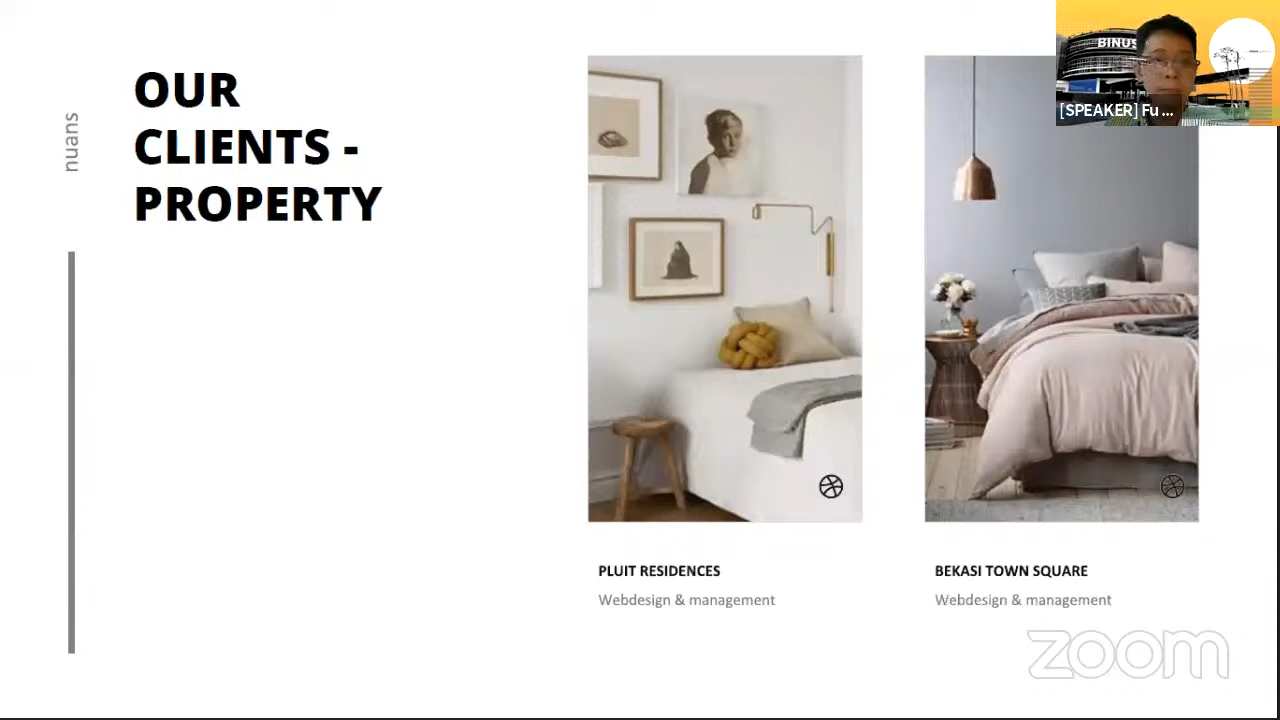 nuans
OUR
CLIENTS -
PROPERTY
BINUS
[SPEAKER] Fu ...
PLUIT RESIDENCES
Webdesign & management
BEKASI TOWN SQUARE
Webdesign & management
zoom